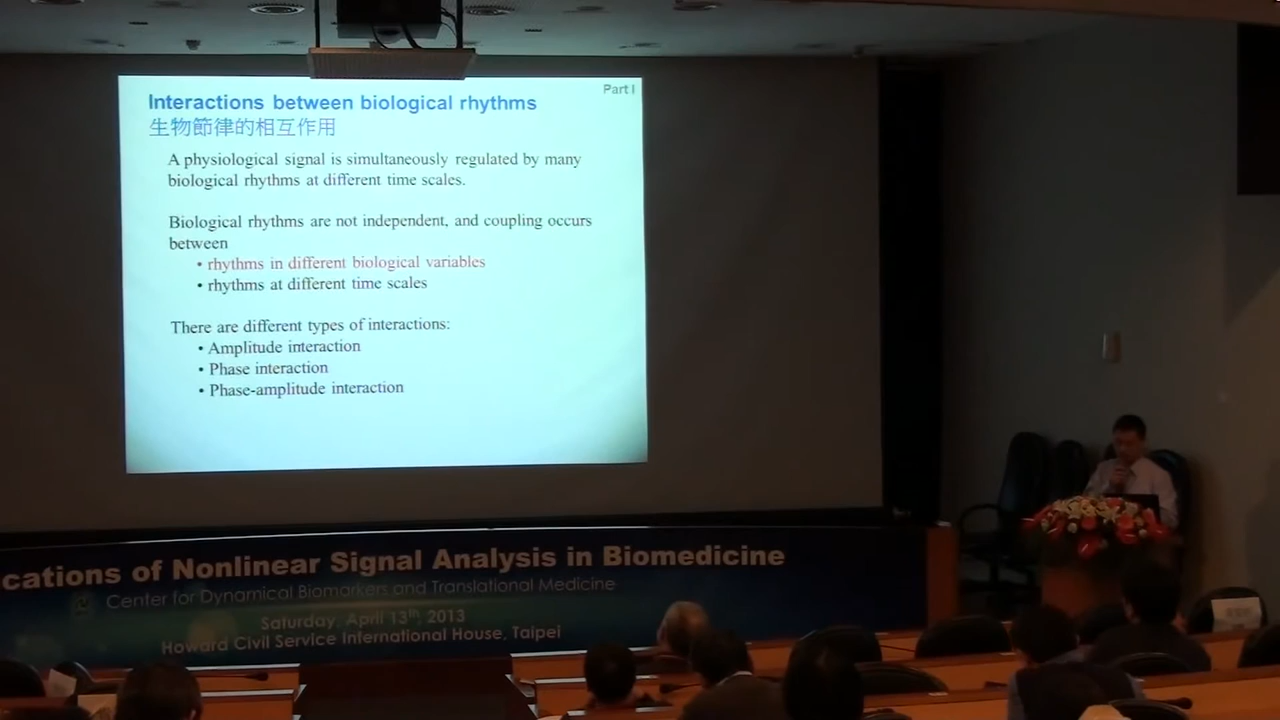 Part I
Interactions between biological rhythms
生物節律的相互作用
A physiological signal is simultaneously regulated by many
biological rhythms at different time scales.
Biological rhythms are not independent, and coupling occurs
between
• rhythms in different biological variables
• rhythms at different time scales
There are different types of interactions:
• Amplitude interaction
• Phase interaction
• Phase-amplitude interaction
cations of Nonlinear Signal Analysis in Biomedicine
Center for Dynamical Biomarkers and Translational Medicine
Saturday, April 13th, 2013
Howard Civil Service International House, Taipei